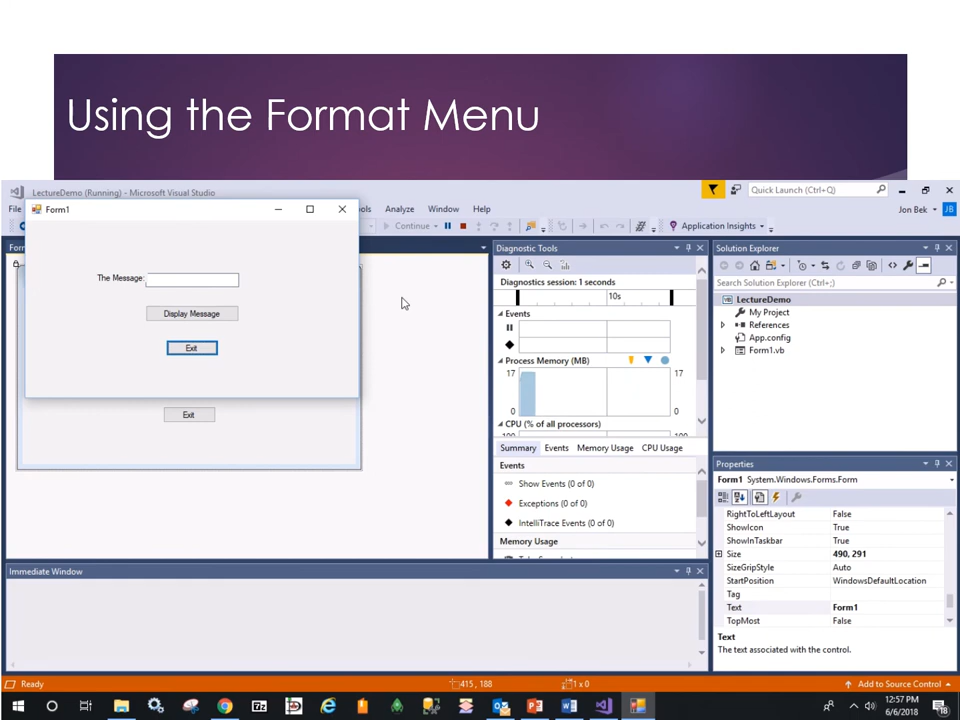 Using the Format Menu
LectureDemo (Running) - Microsoft Visual Studio
Quick Launch (Ctrl+Q)
File
Analyze Window Help
Jon Bek JB
Form1
Continue
Application Insights
Diagnostic Tools
Solution Explorer
Search Solution Explorer (Ctrl+;)
Diagnostics session: 1 seconds
10s
The Message:
LectureDemo
My Project
References
App.config
Form1.vb
Events
Display Message
Exit
Process Memory (MB)
17 17
0 0
Exit
CPU (% of all processors)
Summary Events Memory Usage CPU Usage
Events
Show Events (0 of 0)
Exceptions (0 of 0)
IntelliTrace Events (0 of 0)
Memory Usage
Properties
Form1 System.Windows.Forms.Form
RightToLeftLayout False
ShowIcon True
ShowInTaskbar True
Size 490, 291
SizeGripStyle Auto
StartPosition WindowsDefaultLocation
Tag
Text Form1
TopMost False
Text
The text associated with the control.
Immediate Window
Ready
415 , 188
1 x 0
Add to Source Control
12:57 PM
6/6/2018